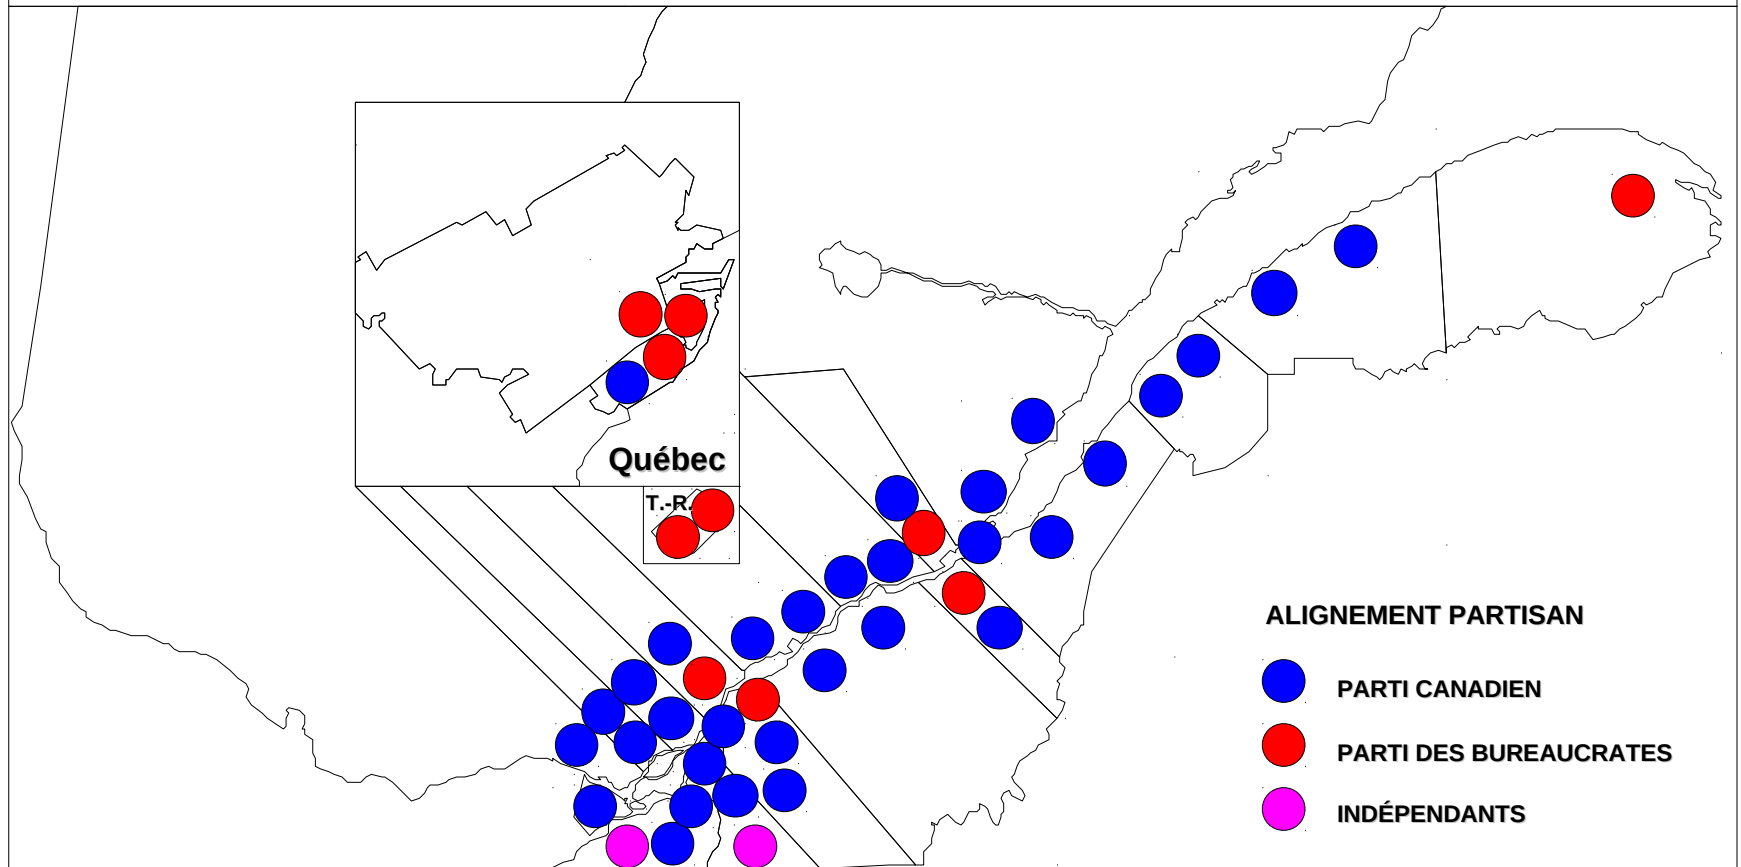 Québec
T.-R.
ALIGNEMENT PARTISAN
PARTI CANADIEN
PARTI DES BUREAUCRATES
INDÉPENDANTS